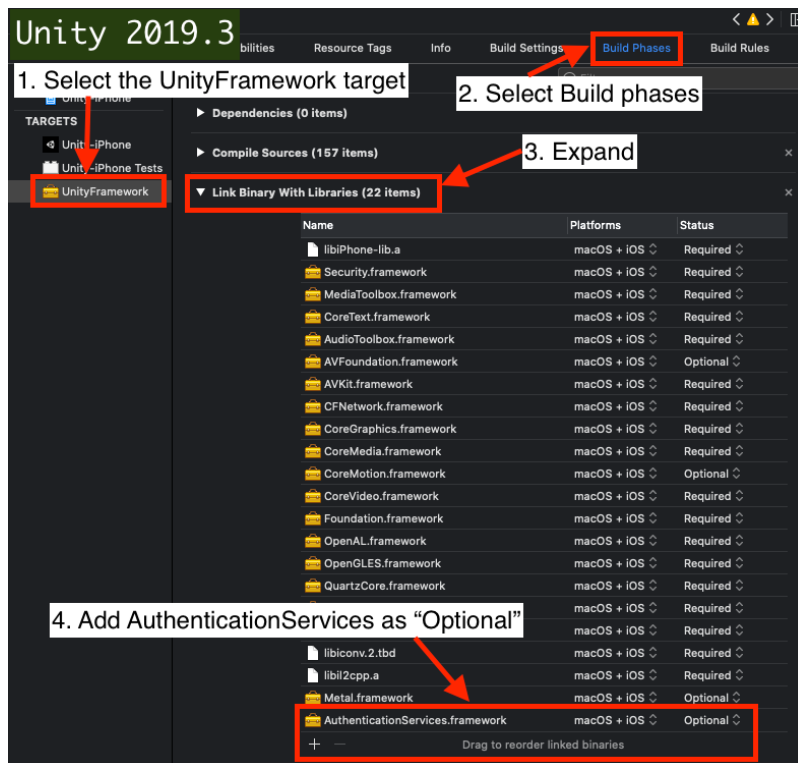 Unity 2019.3
bilities
Resource Tags
Info
Build Settings
Build Phases
Build Rules
1. Select the UnityFramework target
2. Select Build phases
Unity-iPhone
TARGETS
Dependencies (0 items)
Unity-iPhone
Compile Sources (157 items)
3. Expand
Unity-iPhone Tests
UnityFramework
Link Binary With Libraries (22 items)
Name Platforms Status
libiPhone-lib.a macOS + iOS Required
Security.framework macOS + iOS Required
MediaToolbox.framework macOS + iOS Required
CoreText.framework macOS + iOS Required
AudioToolbox.framework macOS + iOS Required
AVFoundation.framework macOS + iOS Optional
AVKit.framework macOS + iOS Required
CFNetwork.framework macOS + iOS Required
CoreGraphics.framework macOS + iOS Required
CoreMedia.framework macOS + iOS Required
CoreMotion.framework macOS + iOS Optional
CoreVideo.framework macOS + iOS Required
Foundation.framework macOS + iOS Required
OpenAL.framework macOS + iOS Required
OpenGLES.framework macOS + iOS Required
QuartzCore.framework macOS + iOS Required
macOS + iOS Required
4. Add AuthenticationServices as “Optional”
macOS + iOS Required
libiconv.2.tbd macOS + iOS Required
libil2cpp.a macOS + iOS Required
Metal.framework macOS + iOS Optional
AuthenticationServices.framework macOS + iOS Optional
+ − Drag to reorder linked binaries